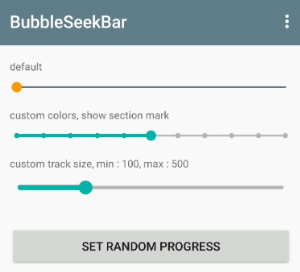 BubbleSeekBar
default
custom colors, show section mark
custom track size, min : 100, max : 500
SET RANDOM PROGRESS